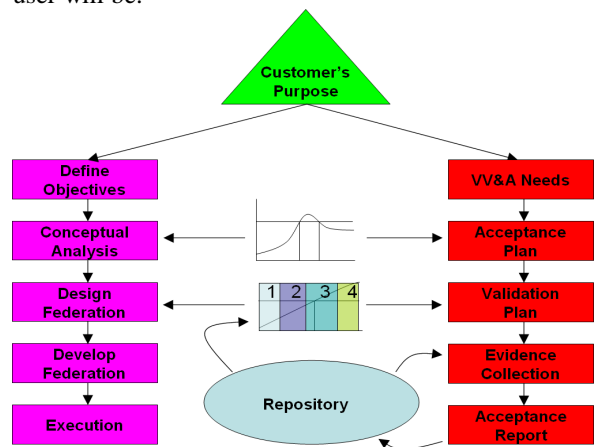 user will be:
Customer's
Purpose
Define
Objectives
VV&A Needs
Conceptual
Analysis
Acceptance
Plan
Design
Federation
1 2 3 4
Validation
Plan
Develop
Federation
Evidence
Collection
Repository
Execution
Acceptance
Report